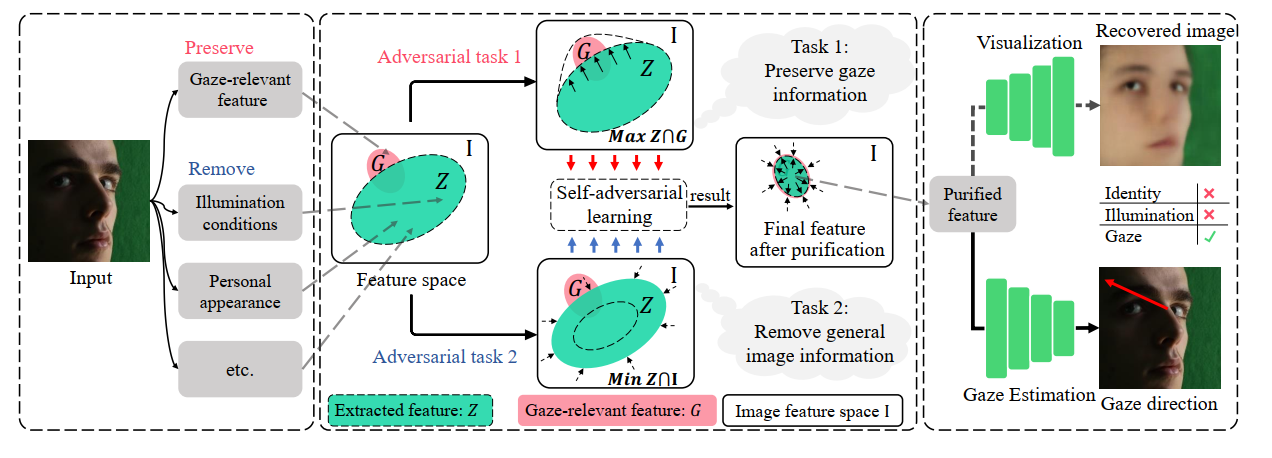 Preserve
Gaze-relevant
feature
Remove
Illumination
conditions
Personal
appearance
etc.
Input
Adversarial task 1
G
Z
I
Feature space
Adversarial task 2
I
G
Z
Max Z∩G
Self-adversarial
learning
result
I
G
Z
Min Z∩I
Task 1:
Preserve gaze
information
I
Final feature
after purification
Task 2:
Remove general
image information
Extracted feature: Z
Gaze-relevant feature: G
Image feature space I
Visualization
Recovered image
Purified
feature
Identity ×
Illumination ×
Gaze ✓
Gaze Estimation
Gaze direction